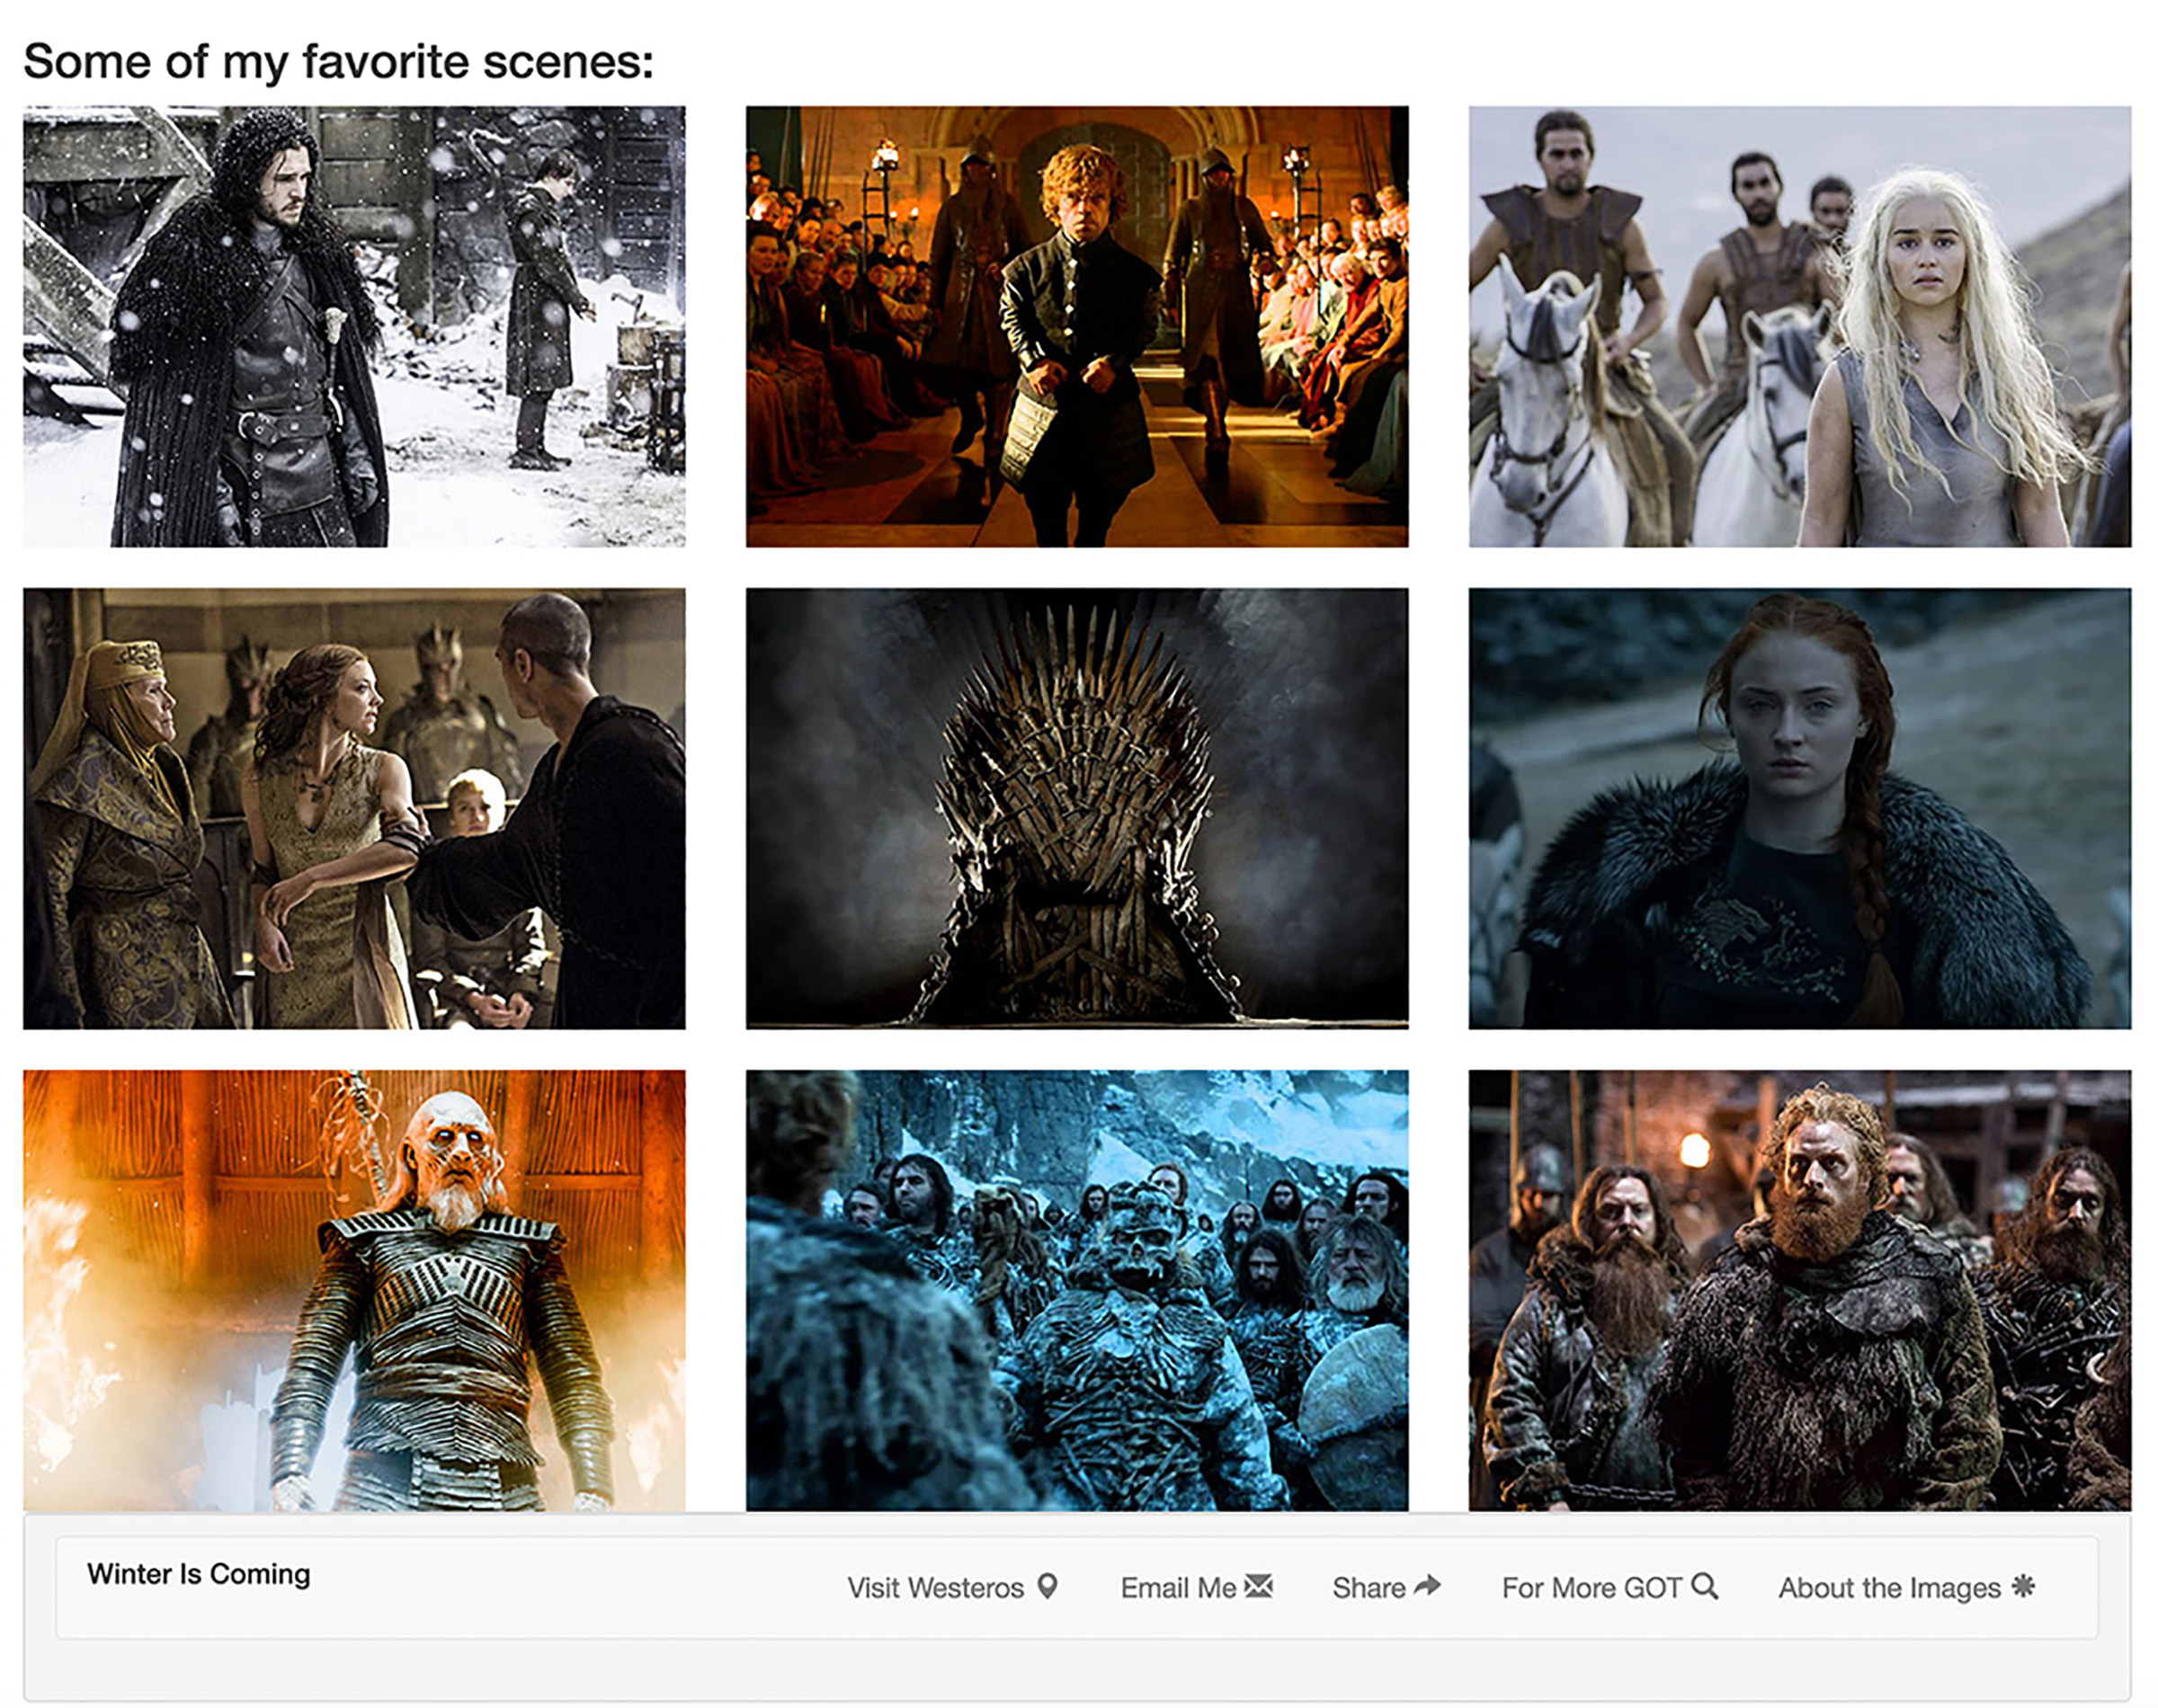 Some of my favorite scenes:
Winter Is Coming
Visit Westeros
Email Me
Share
For More GOT
About the Images